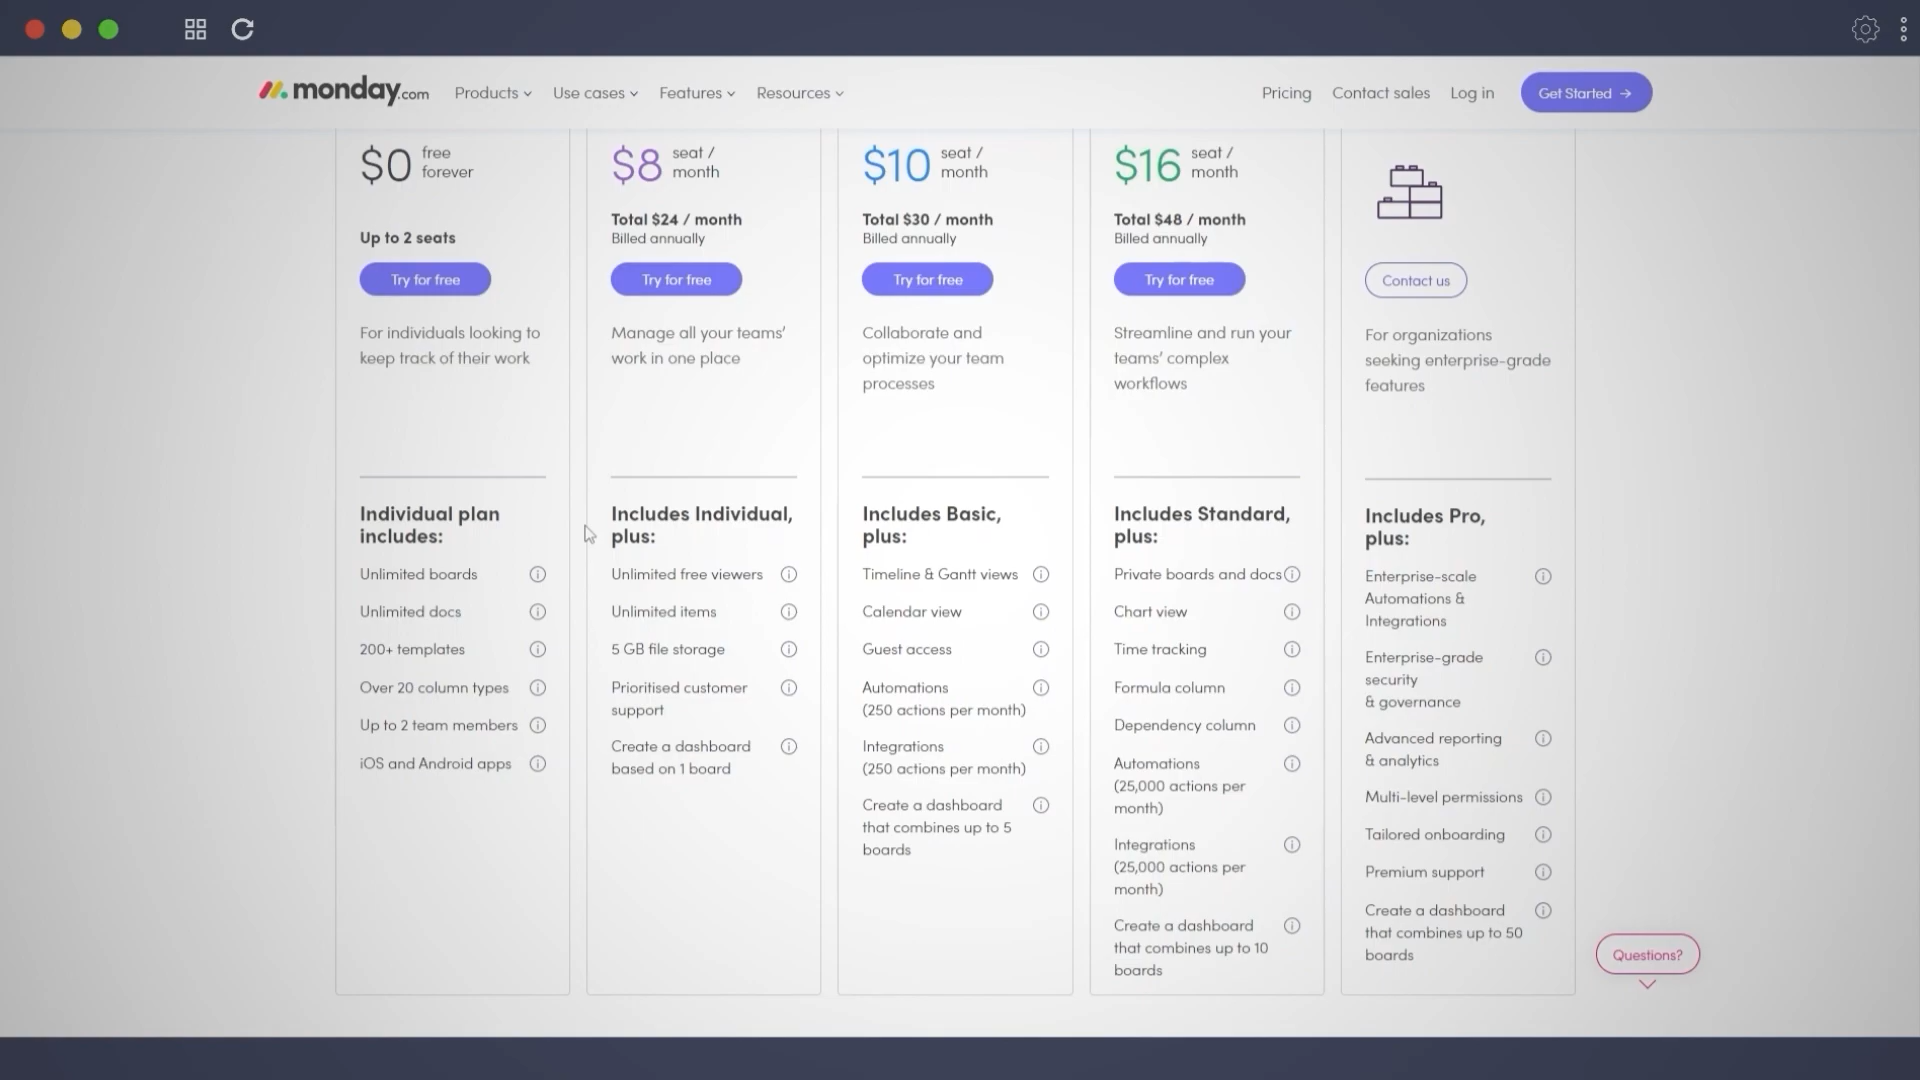 monday.com
Products
Use cases
Features
Resources
Pricing
Contact sales
Log in
Get Started →
$0 free
forever
Up to 2 seats
Try for free
For individuals looking to
keep track of their work
Individual plan
includes:
Unlimited boards
Unlimited docs
200+ templates
Over 20 column types
Up to 2 team members
iOS and Android apps
$8 seat /
month
Total $24 / month
Billed annually
Try for free
Manage all your teams'
work in one place
Includes Individual,
plus:
Unlimited free viewers
Unlimited items
5 GB file storage
Prioritised customer
support
Create a dashboard
based on 1 board
$10 seat /
month
Total $30 / month
Billed annually
Try for free
Collaborate and
optimize your team
processes
Includes Basic,
plus:
Timeline & Gantt views
Calendar view
Guest access
Automations
(250 actions per month)
Integrations
(250 actions per month)
Create a dashboard
that combines up to 5
boards
$16 seat /
month
Total $48 / month
Billed annually
Try for free
Streamline and run your
teams' complex
workflows
Includes Standard,
plus:
Private boards and docs
Chart view
Time tracking
Formula column
Dependency column
Automations
(25,000 actions per
month)
Integrations
(25,000 actions per
month)
Create a dashboard
that combines up to 10
boards
Contact us
For organizations
seeking enterprise-grade
features
Includes Pro,
plus:
Enterprise-scale
Automations &
Integrations
Enterprise-grade
security
& governance
Advanced reporting
& analytics
Multi-level permissions
Tailored onboarding
Premium support
Create a dashboard
that combines up to 50
boards
Questions?